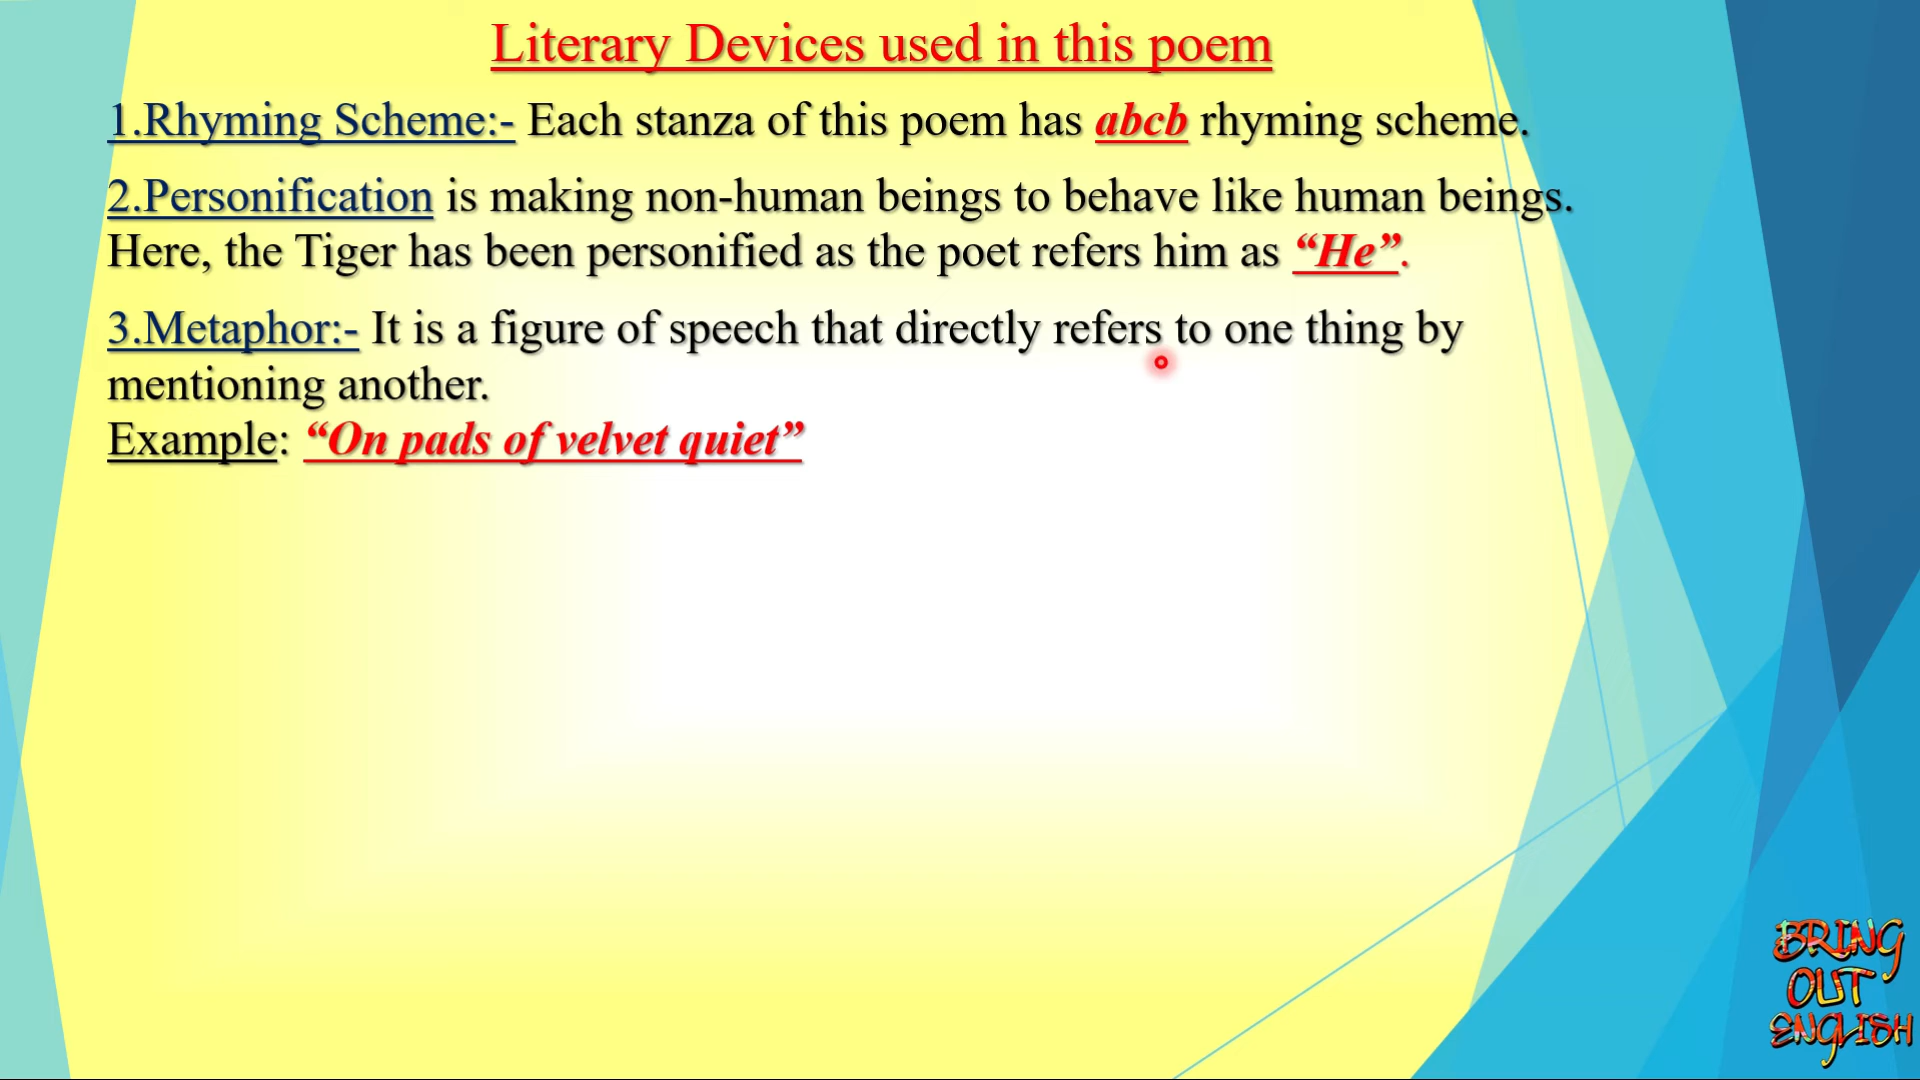 Literary Devices used in this poem
1.Rhyming Scheme:- Each stanza of this poem has abcb rhyming scheme.
2.Personification is making non-human beings to behave like human beings.
Here, the Tiger has been personified as the poet refers him as “He”.
3.Metaphor:- It is a figure of speech that directly refers to one thing by
mentioning another.
Example: “On pads of velvet quiet”
BRING
OUT
ENGLISH